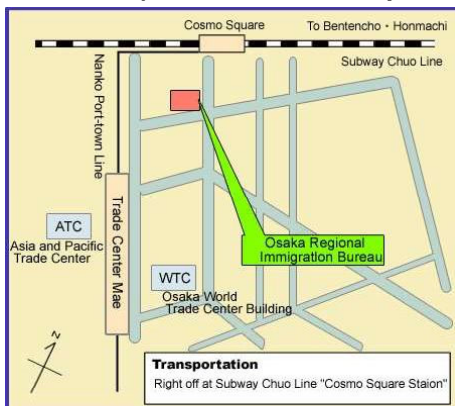 Cosmo Square
To Bentencho・Honmachi
Subway Chuo Line
Nanko Port-town Line
Trade Center Mae
ATC
Asia and Pacific
Trade Center
Osaka Regional
Immigration Bureau
WTC
Osaka World
Trade Center Building
N
Transportation
Right off at Subway Chuo Line "Cosmo Square Staion"